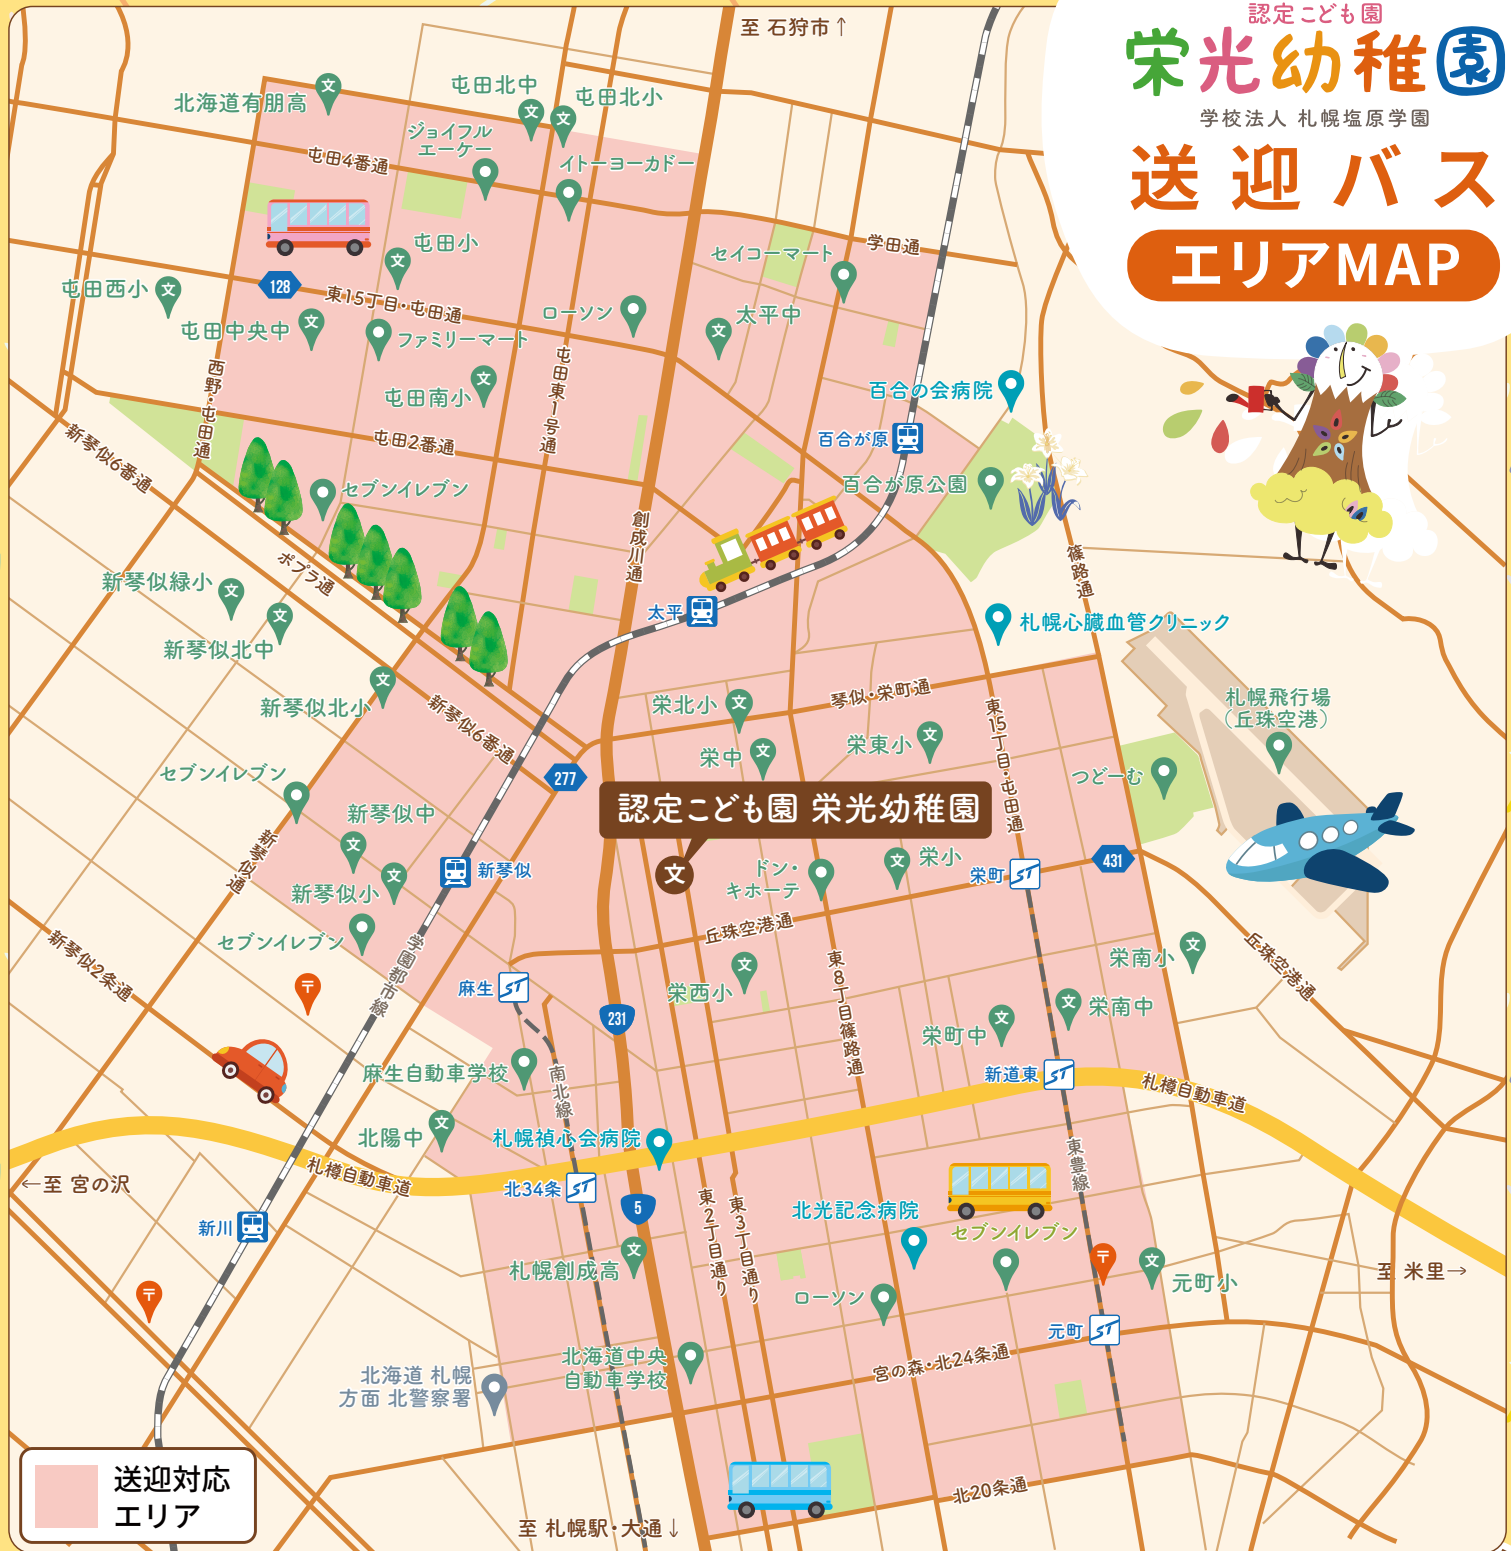 認定こども園
栄光幼稚園
学校法人 札幌塩原学園
送迎バス
エリアMAP
至 石狩市↑
北海道有朋高
屯田北中
屯田北小
ジョイフル
エーケー
屯田4番通
イトーヨーカドー
屯田小
学田通
セイコーマート
屯田西小
128
東15丁目・屯田通
ローソン
太平中
屯田中央中
ファミリーマート
西野・屯田通
屯田東1号通
屯田南小
百合の会病院
新琴似6番通
屯田2番通
百合が原
セブンイレブン
百合が原公園
創成川通
篠路通
ポプラ通
新琴似緑小
太平
札幌心臓血管クリニック
新琴似北中
新琴似北小
新琴似6番通
栄北小
琴似・栄町通
東15丁目・屯田通
札幌飛行場
（丘珠空港）
栄中
栄東小
セブンイレブン
277
つどーむ
認定こども園 栄光幼稚園
新琴似中
新琴似通
新琴似
文
ドン・
キホーテ
栄小
栄町
431
新琴似小
セブンイレブン
学園都市線
丘珠空港通
新琴似2条通
東8丁目篠路通
栄南小
丘珠空港通
麻生
栄西小
231
栄町中
栄南中
麻生自動車学校
南北線
新道東
札樽自動車道
北陽中
札幌禎心会病院
東豊線
←至 宮の沢
札樽自動車道
北34条
5
東2丁目通り
東3丁目通り
北光記念病院
新川
セブンイレブン
札幌創成高
ローソン
元町小
至 米里→
元町
北海道中央
自動車学校
宮の森・北24条通
北海道 札幌
方面 北警察署
送迎対応
エリア
北20条通
至 札幌駅・大通↓